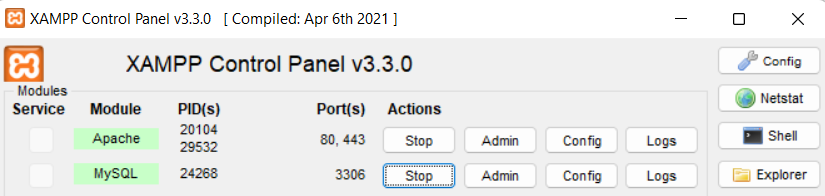 XAMPP Control Panel v3.3.0 [ Compiled: Apr 6th 2021 ]
XAMPP Control Panel v3.3.0
Config
Modules
Service Module PID(s) Port(s) Actions
Netstat
Apache 20104 29532 80, 443 Stop Admin Config Logs
Shell
MySQL 24268 3306 Stop Admin Config Logs
Explorer